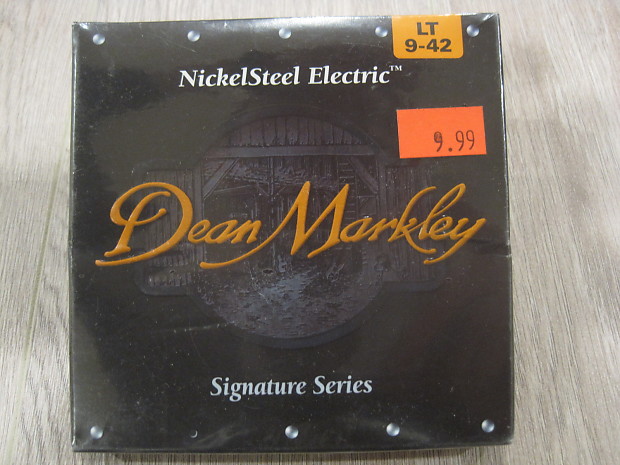 LT
9-42
NickelSteel Electric™
9.99
Dean Markley
Signature Series